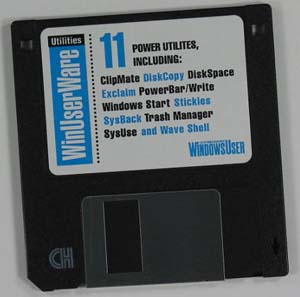 Utilities
WinUserWare
11 POWER UTILITES,
INCLUDING:
ClipMate DiskCopy DiskSpace
Exclaim PowerBar/Write
Windows Start Stickies
SysBack Trash Manager
SysUse and Wave Shell
WINDOWSUSER